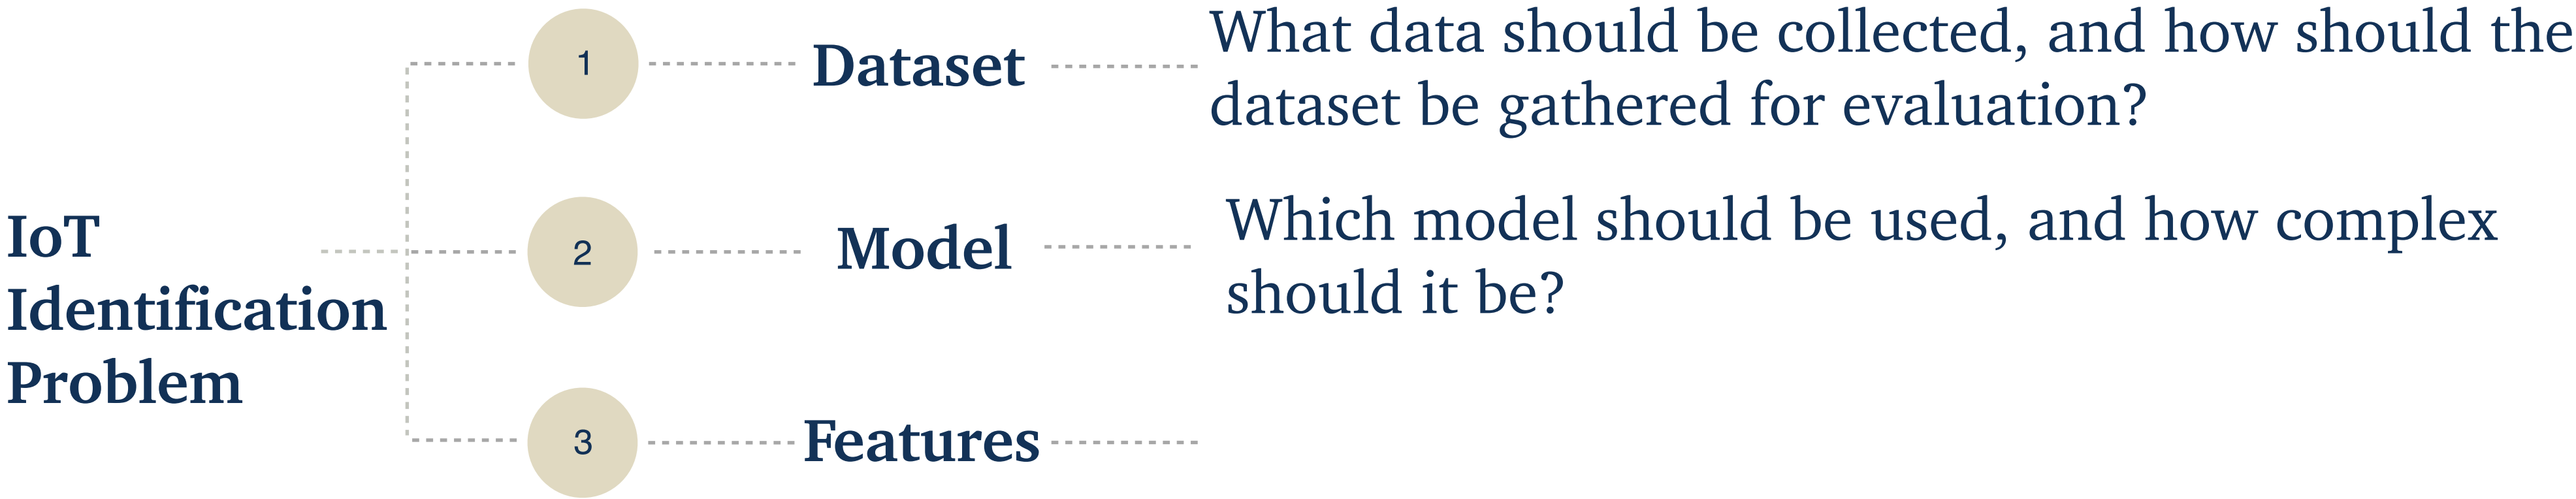 IoT
Identification
Problem
1
Dataset
What data should be collected, and how should the
dataset be gathered for evaluation?
2
Model
Which model should be used, and how complex
should it be?
3
Features